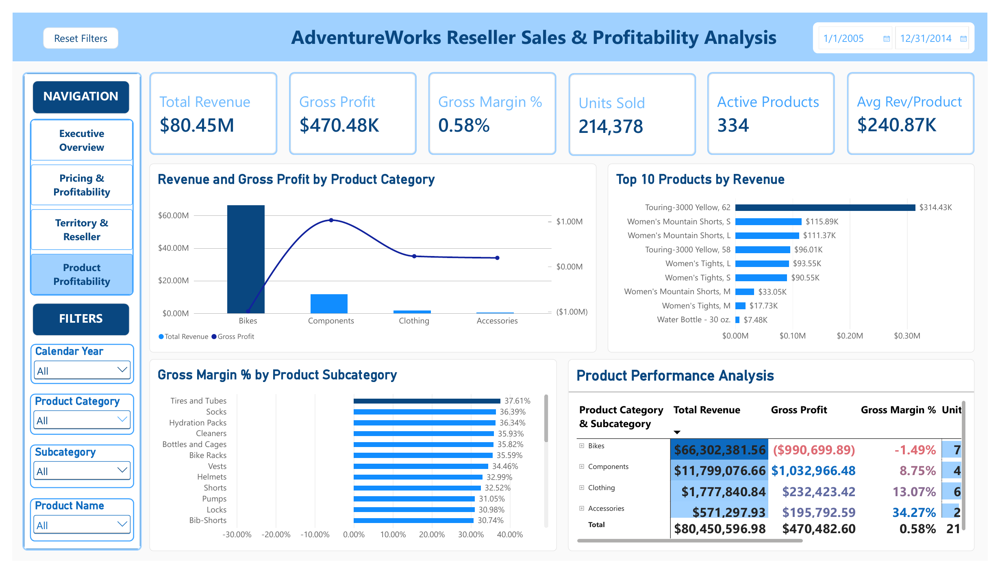 Reset Filters
AdventureWorks Reseller Sales & Profitability Analysis
1/1/2005
12/31/2014
NAVIGATION
Executive
Overview
Pricing &
Profitability
Territory &
Reseller
Product
Profitability
FILTERS
Calendar Year
All
Product Category
All
Subcategory
All
Product Name
All
Total Revenue
$80.45M
Gross Profit
$470.48K
Gross Margin %
0.58%
Units Sold
214,378
Active Products
334
Avg Rev/Product
$240.87K
Revenue and Gross Profit by Product Category
$60.00M
$40.00M
$20.00M
$0.00M
$1.00M
$0.00M
($1.00M)
Bikes
Components
Clothing
Accessories
Total Revenue
Gross Profit
Top 10 Products by Revenue
Touring-3000 Yellow, 62 $314.43K
Women's Mountain Shorts, S $115.89K
Women's Mountain Shorts, L $111.37K
Touring-3000 Yellow, 58 $96.01K
Women's Tights, L $93.55K
Women's Tights, S $90.55K
Women's Mountain Shorts, M $33.05K
Women's Tights, M $17.73K
Water Bottle - 30 oz. $7.48K
$0.00M $0.10M $0.20M $0.30M
Gross Margin % by Product Subcategory
Tires and Tubes 37.61%
Socks 36.39%
Hydration Packs 36.34%
Cleaners 35.93%
Bottles and Cages 35.82%
Bike Racks 35.59%
Vests 34.46%
Helmets 32.99%
Shorts 32.52%
Pumps 31.05%
Locks 30.98%
Bib-Shorts 30.74%
-30.00% -20.00% -10.00% 0.00% 10.00% 20.00% 30.00% 40.00%
Product Performance Analysis
Product Category Total Revenue Gross Profit Gross Margin % Unit
& Subcategory
Bikes $66,302,381.56 ($990,699.89) -1.49% 7
Components $11,799,076.66 $1,032,966.48 8.75% 4
Clothing $1,777,840.84 $232,423.42 13.07% 6
Accessories $571,297.93 $195,792.59 34.27% 2
Total $80,450,596.98 $470,482.60 0.58% 21